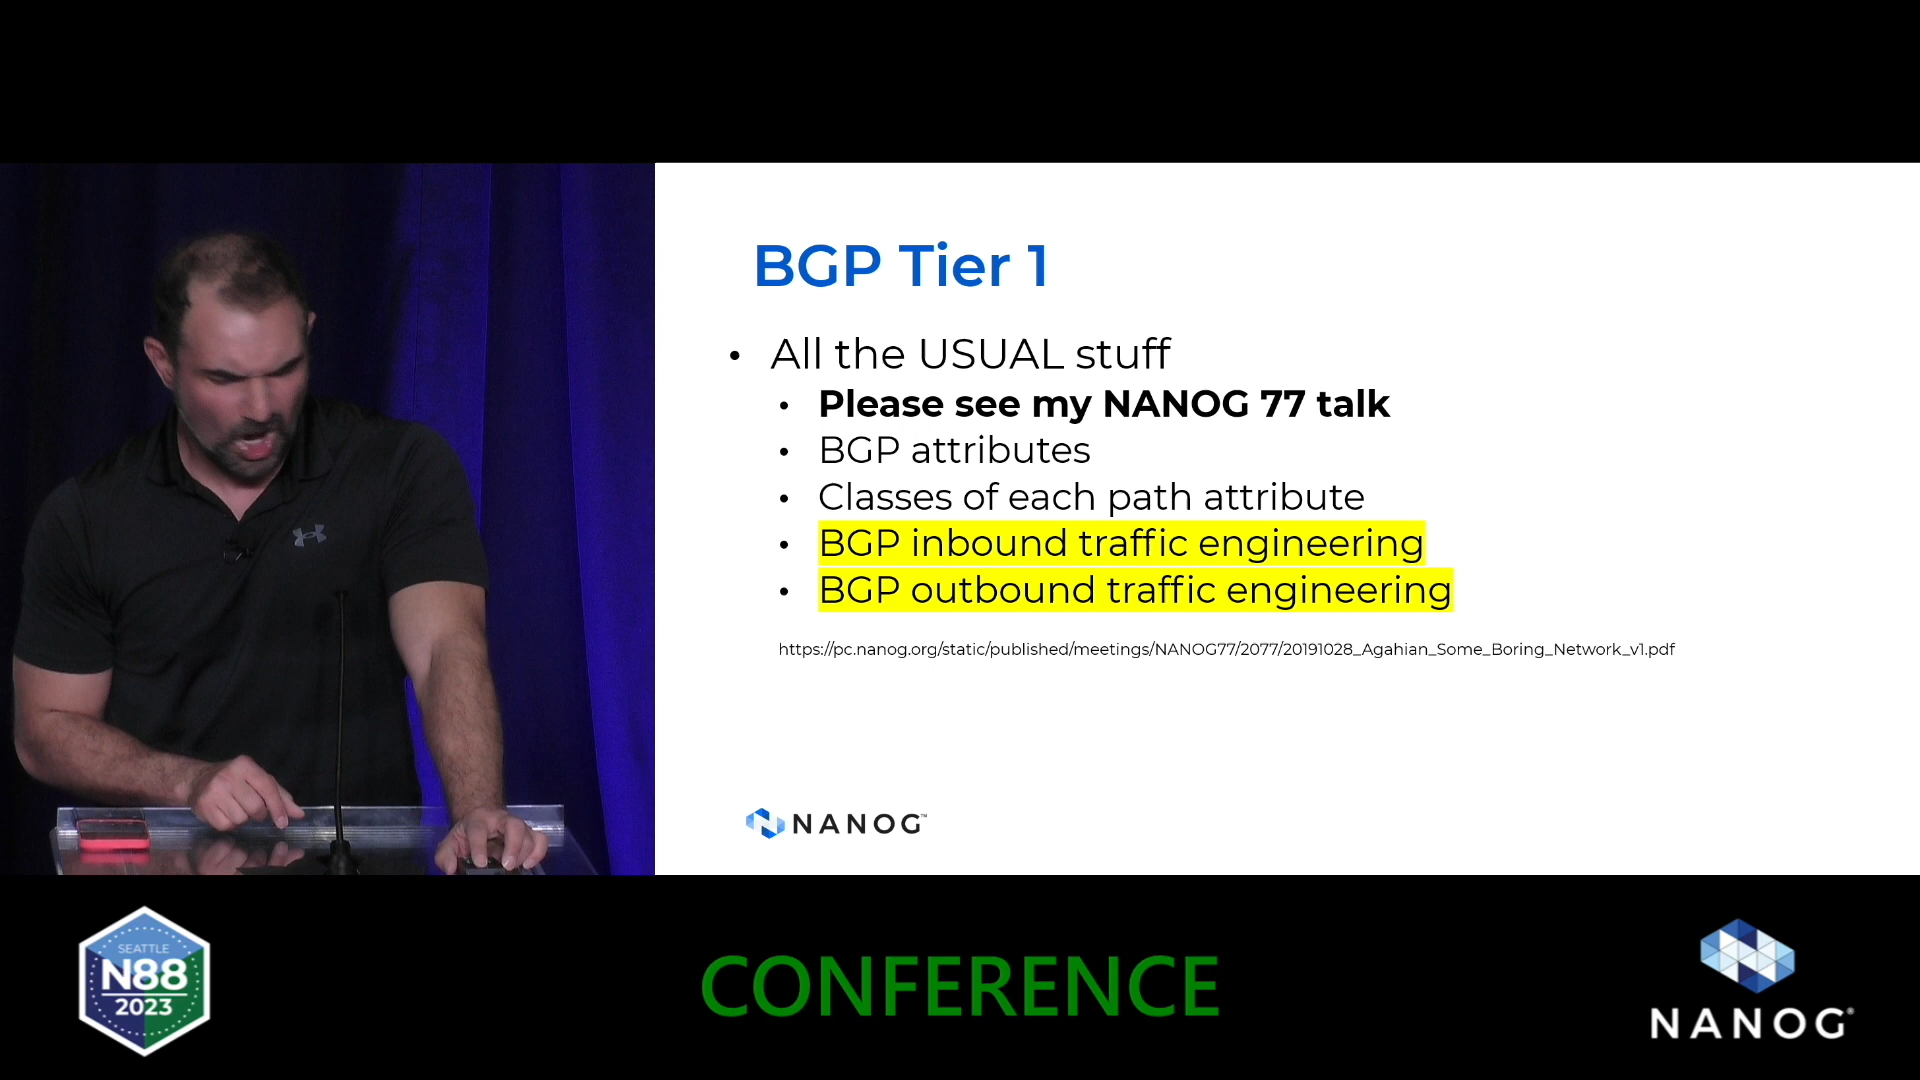 BGP Tier 1
• All the USUAL stuff
• Please see my NANOG 77 talk
• BGP attributes
• Classes of each path attribute
• BGP inbound traffic engineering
• BGP outbound traffic engineering
https://pc.nanog.org/static/published/meetings/NANOG77/2077/20191028_Agahian_Some_Boring_Network_v1.pdf
NANOG™
SEATTLE
N88
2023
CONFERENCE
NANOG®